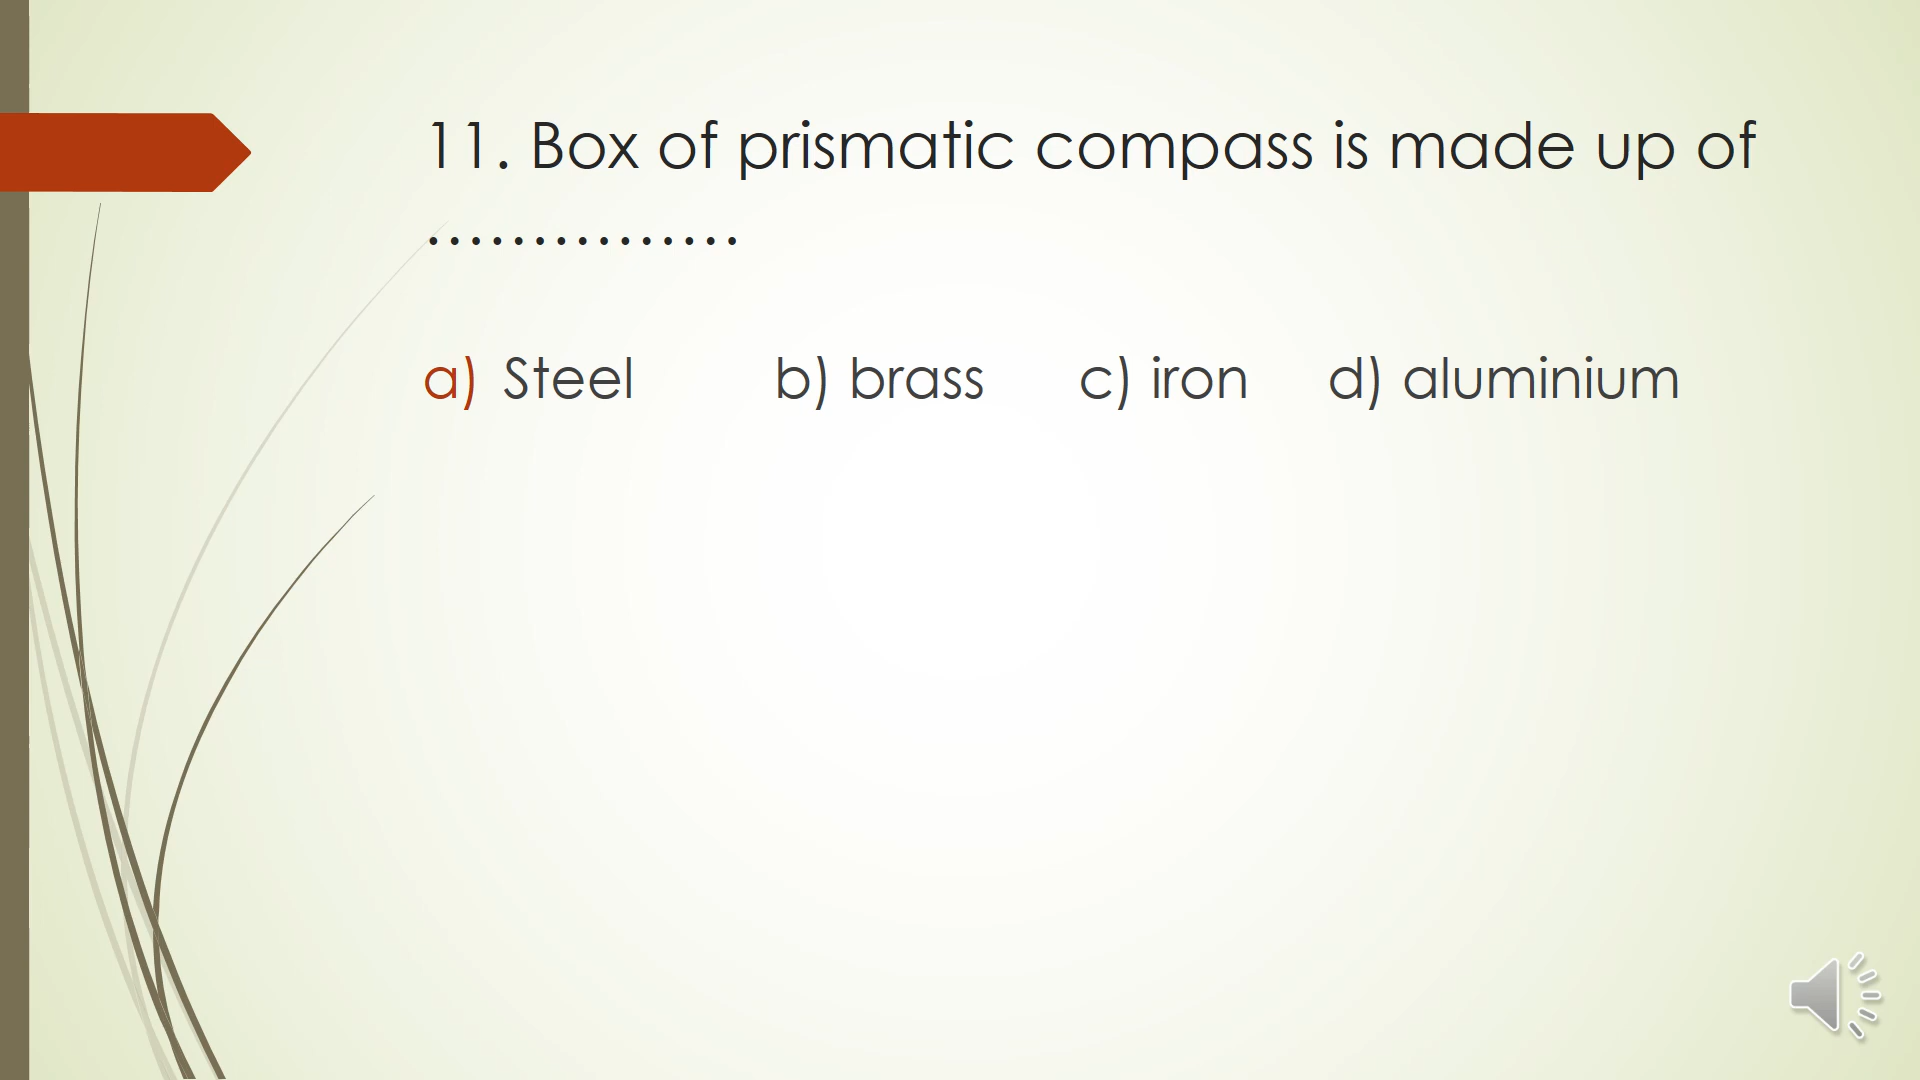 11. Box of prismatic compass is made up of
……………
a) Steel b) brass c) iron d) aluminium